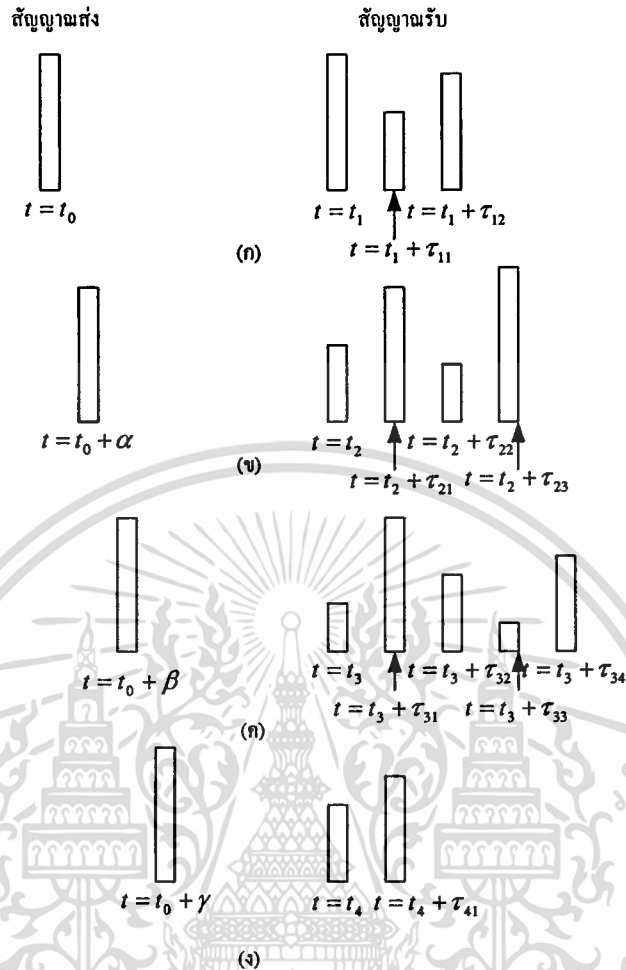 สัญญาณส่ง สัญญาณรับ
t = t₀ t = t₁ t = t₁ + τ₁₂
t = t₁ + τ₁₁
(ก)
t = t₀ + α t = t₂ t = t₂ + τ₂₂
t = t₂ + τ₂₁ t = t₂ + τ₂₃
(ข)
t = t₀ + β t = t₃ t = t₃ + τ₃₂ t = t₃ + τ₃₄
t = t₃ + τ₃₁ t = t₃ + τ₃₃
(ค)
t = t₀ + γ t = t₄ t = t₄ + τ₄₁
(ง)